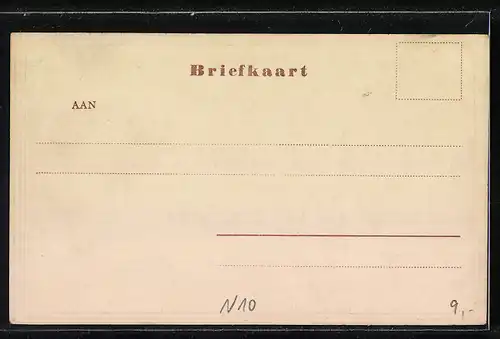 Briefkaart
AAN
N10
9,-